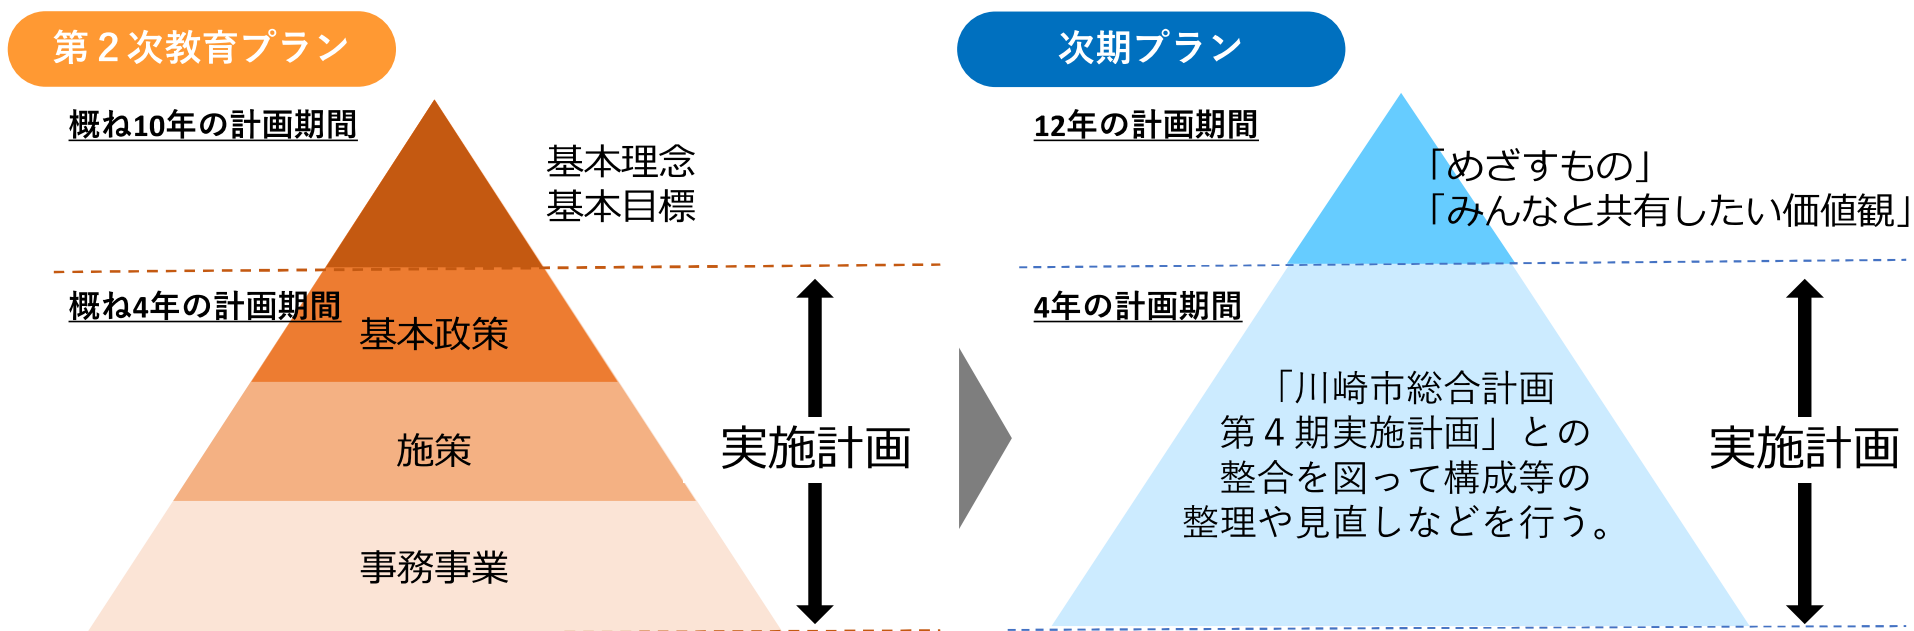 第２次教育プラン
概ね10年の計画期間
基本理念
基本目標
概ね4年の計画期間
基本政策
施策
事務事業
実施計画
次期プラン
12年の計画期間
「めざすもの」
「みんなと共有したい価値観」
4年の計画期間
「川崎市総合計画
第４期実施計画」との
整合を図って構成等の
整理や見直しなどを行う。
実施計画